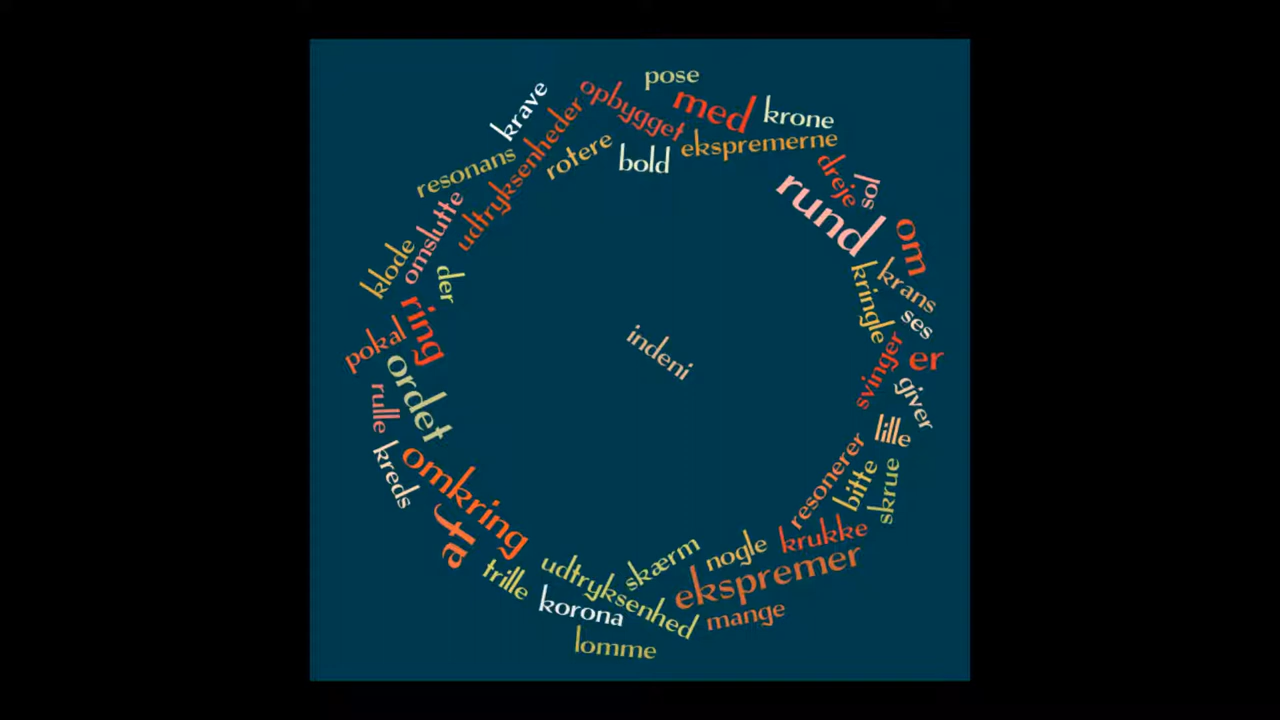 pose
krave
opbygget
med
krone
udtryksenheder
rotere
bold
ekspremerne
resonans
dreje
sol
rund
omslutte
om
klode
der
krans
kringle
ses
ring
pokal
indeni
svinger
er
ordet
giver
rulle
lille
kreds
omkring
resonerer
bitte
skrue
af
krukke
nogle
skærm
ekspremer
trille
udtryksenhed
korona
mange
lomme